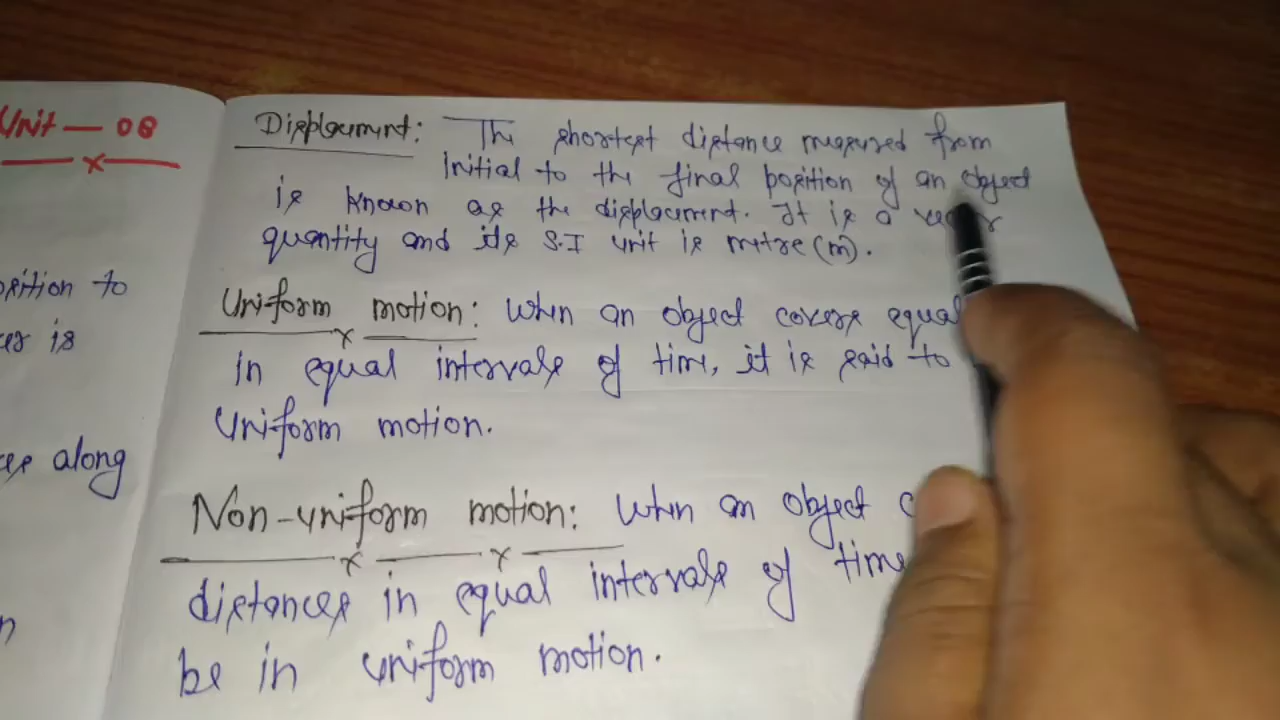 Unit — 08
Displacement: The shortest distance measured from
initial to the final position of an object
is known as the displacement. It is a vector
quantity and its S.I unit is metre (m).
osition to
is
Uniform motion: When an object covers equal
in equal intervals of time, it is said to
Uniform motion.
along
Non-uniform motion: When an object
distances in equal intervals of time
be in uniform motion.